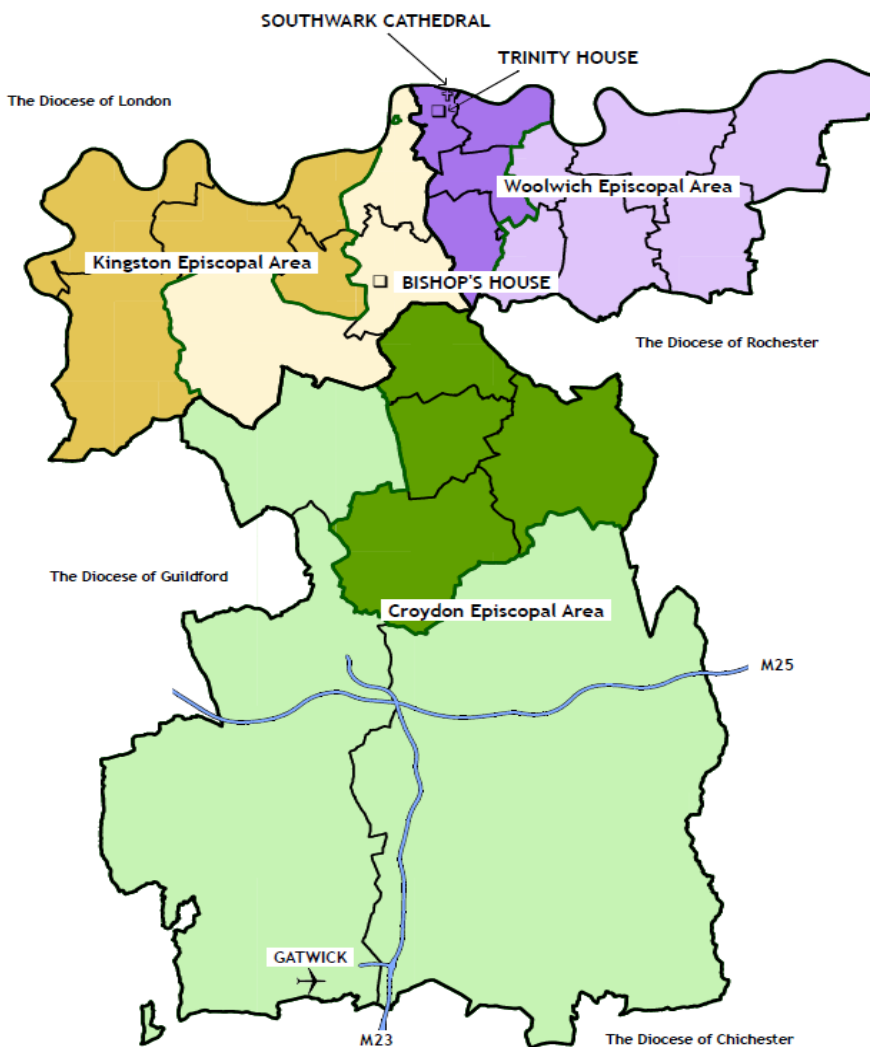 SOUTHWARK CATHEDRAL
TRINITY HOUSE
The Diocese of London
Woolwich Episcopal Area
Kingston Episcopal Area
BISHOP'S HOUSE
The Diocese of Rochester
The Diocese of Guildford
Croydon Episcopal Area
M25
GATWICK
M23
The Diocese of Chichester